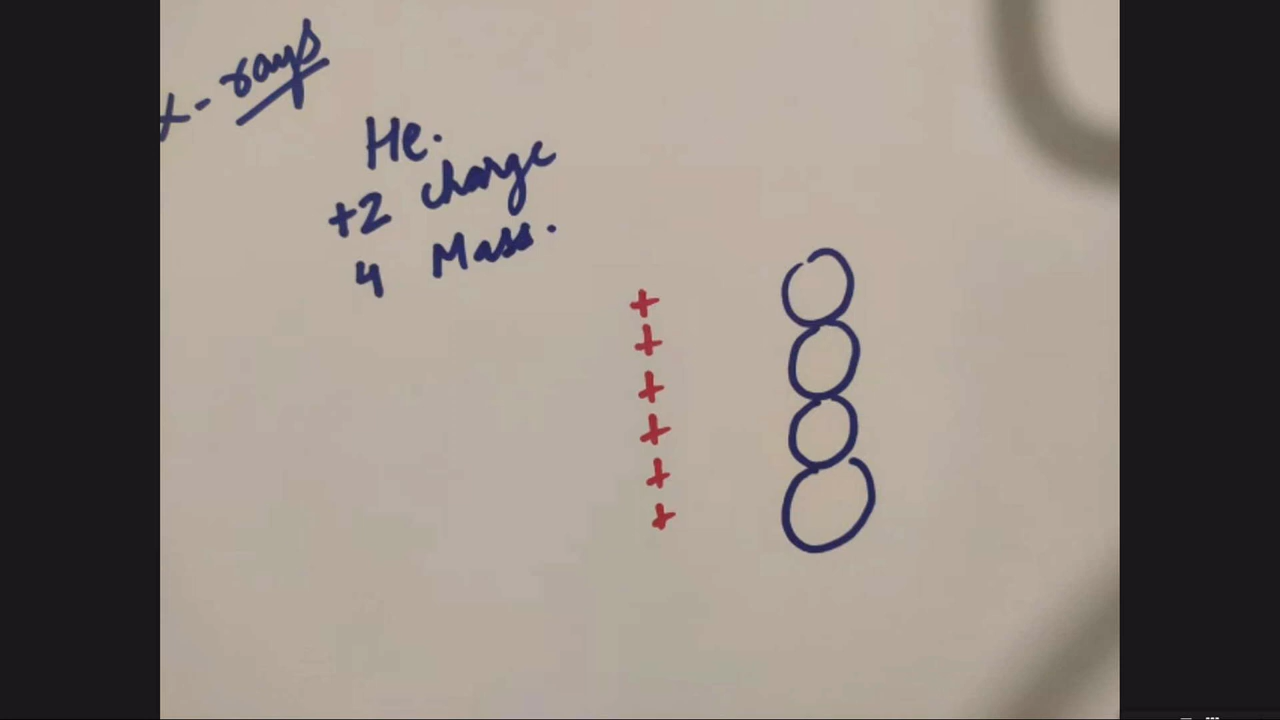 x-rays
He.
+2 charge
4 Mass.
+
+
+
+
+
+